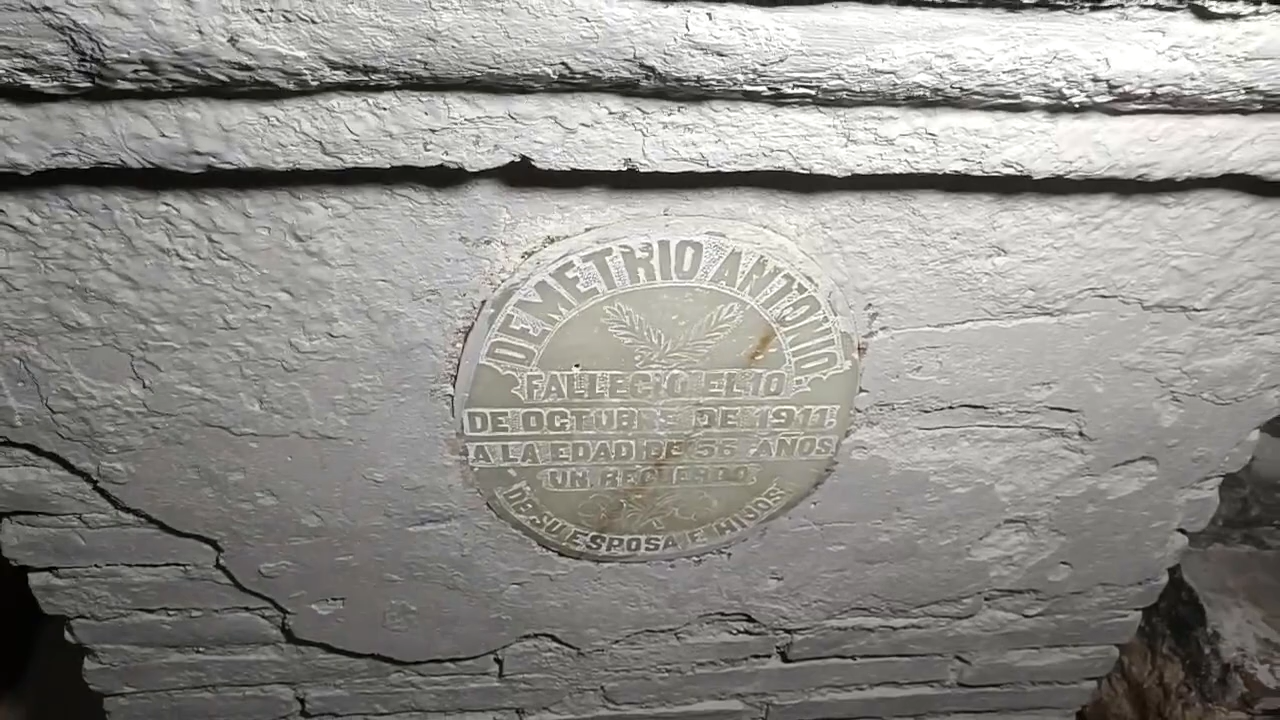 DEMETRIO ANTONIO
FALLECIO EL 10
DE OCTUBRE DE 1911.
A LA EDAD DE 56 AÑOS
UN RECUERDO
DE SU ESPOSA E HIJOS